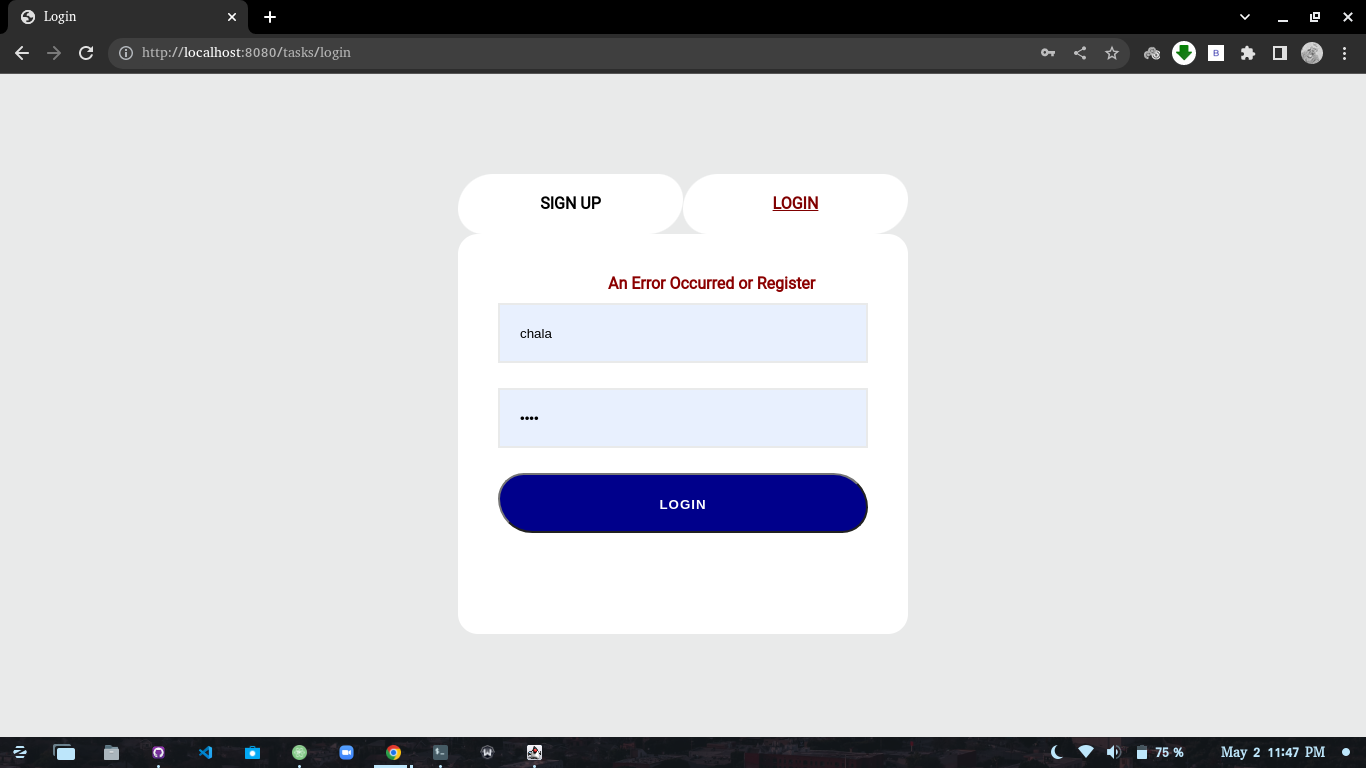 Login
http://localhost:8080/tasks/login
B
SIGN UP
LOGIN
An Error Occurred or Register
chala
••••
LOGIN
75 %
May 2 11:47 PM